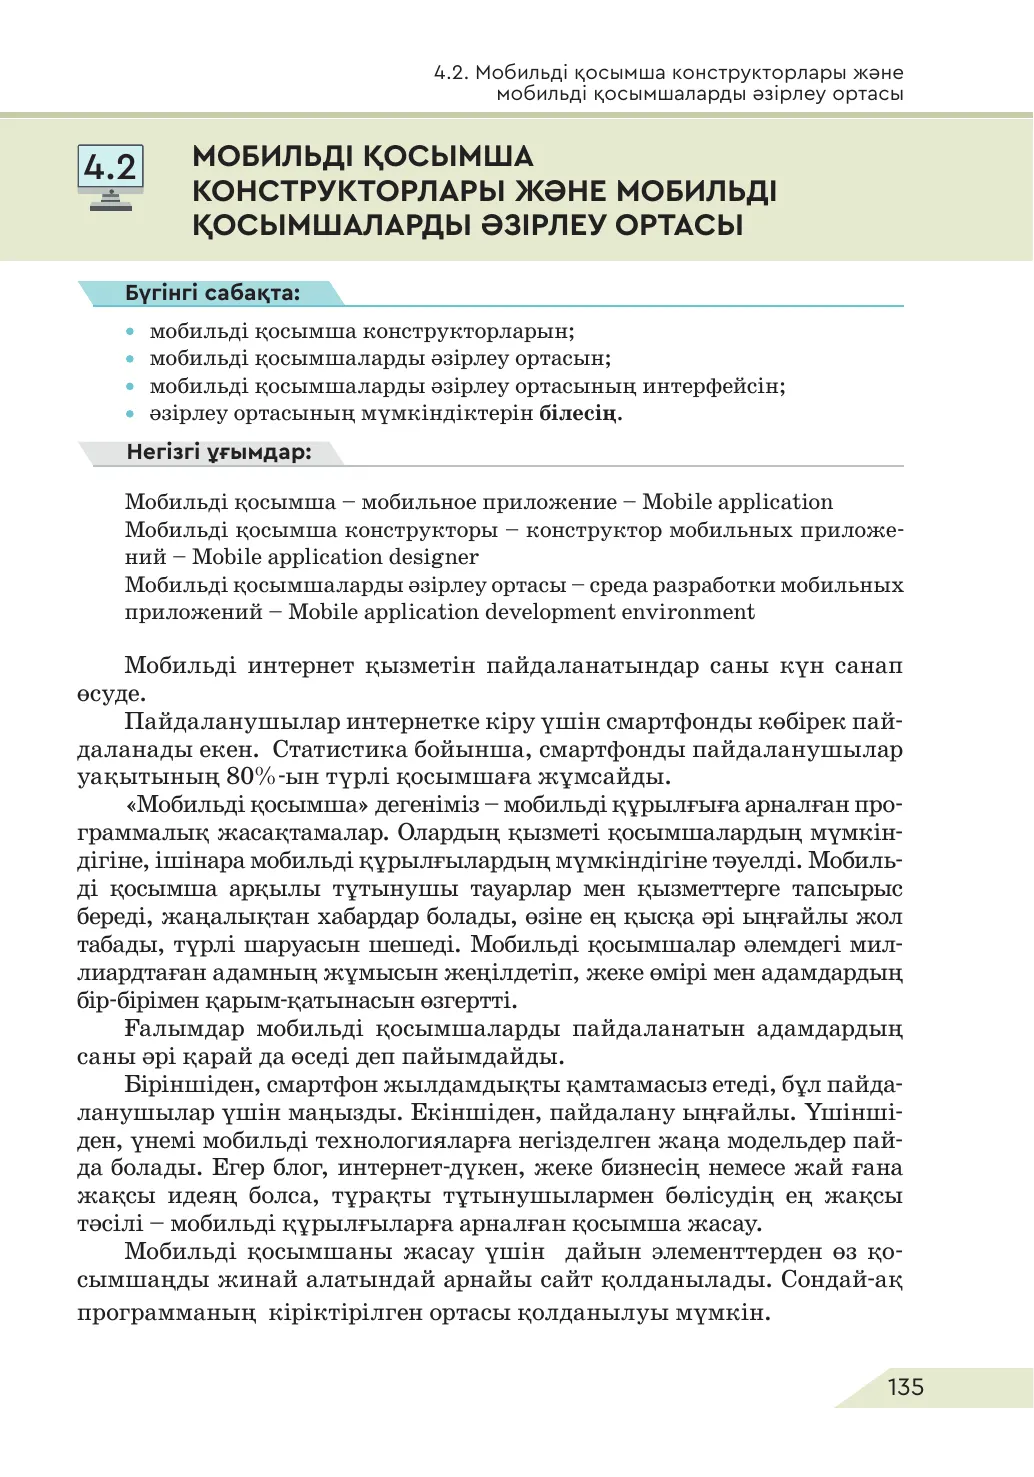 4.2. Мобильді қосымша конструкторлары және
мобильді қосымшаларды әзірлеу ортасы
4.2
МОБИЛЬДІ ҚОСЫМША
КОНСТРУКТОРЛАРЫ ЖӘНЕ МОБИЛЬДІ
ҚОСЫМШАЛАРДЫ ӘЗІРЛЕУ ОРТАСЫ
Бүгінгі сабақта:
• мобильді қосымша конструкторларын;
• мобильді қосымшаларды әзірлеу ортасын;
• мобильді қосымшаларды әзірлеу ортасының интерфейсін;
• әзірлеу ортасының мүмкіндіктерін білесің.
Негізгі ұғымдар:
Мобильді қосымша – мобильное приложение – Mobile application
Мобильді қосымша конструкторы – конструктор мобильных приложе-
ний – Mobile application designer
Мобильді қосымшаларды әзірлеу ортасы – среда разработки мобильных
приложений – Mobile application development environment
Мобильді интернет қызметін пайдаланатындар саны күн санап
өсуде.
Пайдаланушылар интернетке кіру үшін смартфонды көбірек пай-
даланады екен. Статистика бойынша, смартфонды пайдаланушылар
уақытының 80%-ын түрлі қосымшаға жұмсайды.
«Мобильді қосымша» дегеніміз – мобильді құрылғыға арналған про-
граммалық жасақтамалар. Олардың қызметі қосымшалардың мүмкін-
дігіне, ішінара мобильді құрылғылардың мүмкіндігіне тәуелді. Мобиль-
ді қосымша арқылы тұтынушы тауарлар мен қызметтерге тапсырыс
береді, жаңалықтан хабардар болады, өзіне ең қысқа әрі ыңғайлы жол
табады, түрлі шаруасын шешеді. Мобильді қосымшалар әлемдегі мил-
лиардтаған адамның жұмысын жеңілдетіп, жеке өмірі мен адамдардың
бір-бірімен қарым-қатынасын өзгертті.
Ғалымдар мобильді қосымшаларды пайдаланатын адамдардың
саны әрі қарай да өседі деп пайымдайды.
Біріншіден, смартфон жылдамдықты қамтамасыз етеді, бұл пайда-
ланушылар үшін маңызды. Екіншіден, пайдалану ыңғайлы. Үшінші-
ден, үнемі мобильді технологияларға негізделген жаңа модельдер пай-
да болады. Егер блог, интернет-дүкен, жеке бизнесің немесе жай ғана
жақсы идеяң болса, тұрақты тұтынушылармен бөлісудің ең жақсы
тәсілі – мобильді құрылғыларға арналған қосымша жасау.
Мобильді қосымшаны жасау үшін дайын элементтерден өз қо-
сымшаңды жинай алатындай арнайы сайт қолданылады. Сондай-ақ
программаның кіріктірілген ортасы қолданылуы мүмкін.
135